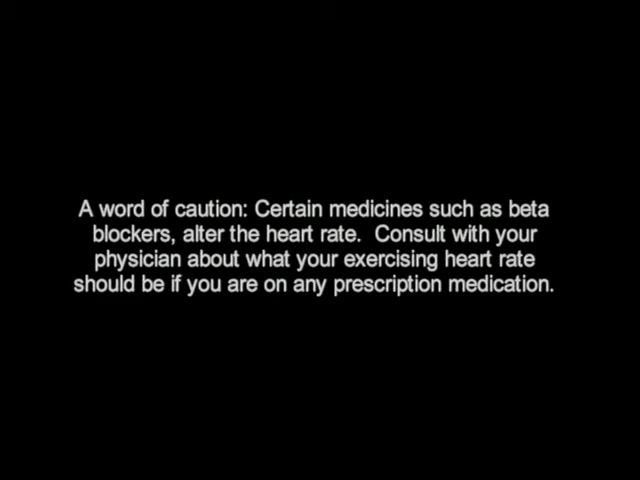 A word of caution: Certain medicines such as beta
blockers, alter the heart rate.  Consult with your
physician about what your exercising heart rate
should be if you are on any prescription medication.